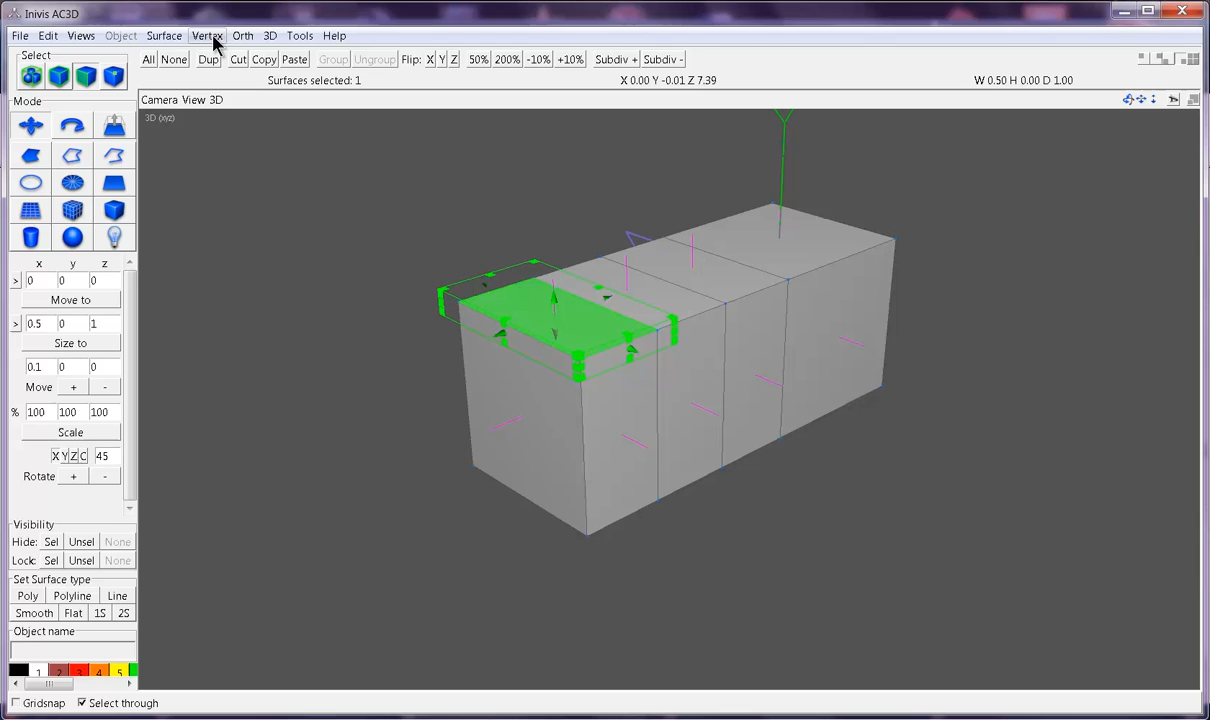 Inivis AC3D
File Edit Views Object Surface Vertex Orth 3D Tools Help
Select
All None Dup Cut Copy Paste Group Ungroup Flip: X Y Z 50% 200% -10% +10% Subdiv + Subdiv -
Surfaces selected: 1 X 0.00 Y -0.01 Z 7.39 W 0.50 H 0.00 D 1.00
Mode
Camera View 3D
3D (xyz)
x y z
> 0 0 0
Move to
> 0.5 0 1
Size to
0.1 0 0
Move + -
% 100 100 100
Scale
X Y Z C 45
Rotate + -
Visibility
Hide: Sel Unsel None
Lock: Sel Unsel None
Set Surface type
Poly Polyline Line
Smooth Flat 1S 2S
Object name
1 2 3 4 5
Gridsnap Select through